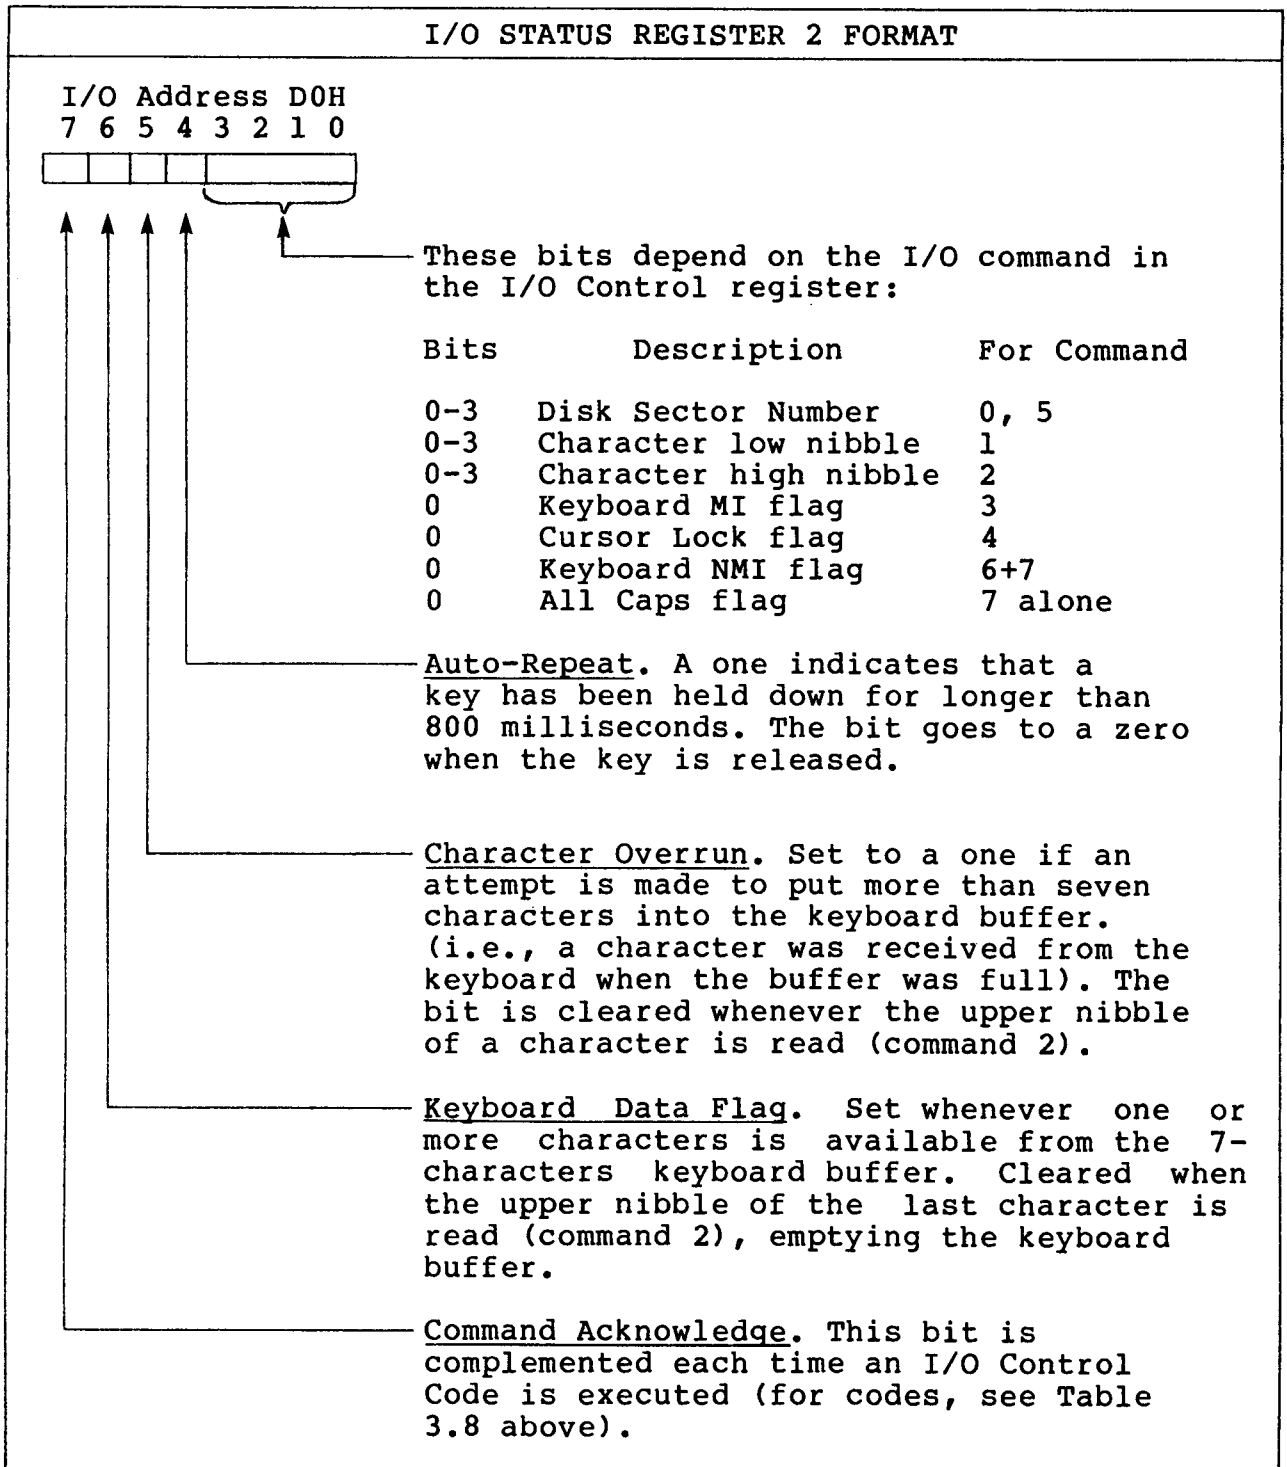 I/O STATUS REGISTER 2 FORMAT
I/O Address D0H
7 6 5 4 3 2 1 0
These bits depend on the I/O command in
the I/O Control register:
Bits Description For Command
0-3 Disk Sector Number 0, 5
0-3 Character low nibble 1
0-3 Character high nibble 2
0 Keyboard MI flag 3
0 Cursor Lock flag 4
0 Keyboard NMI flag 6+7
0 All Caps flag 7 alone
Auto-Repeat. A one indicates that a
key has been held down for longer than
800 milliseconds. The bit goes to a zero
when the key is released.
Character Overrun. Set to a one if an
attempt is made to put more than seven
characters into the keyboard buffer.
(i.e., a character was received from the
keyboard when the buffer was full). The
bit is cleared whenever the upper nibble
of a character is read (command 2).
Keyboard Data Flag. Set whenever one or
more characters is available from the 7-
characters keyboard buffer. Cleared when
the upper nibble of the last character is
read (command 2), emptying the keyboard
buffer.
Command Acknowledge. This bit is
complemented each time an I/O Control
Code is executed (for codes, see Table
3.8 above).